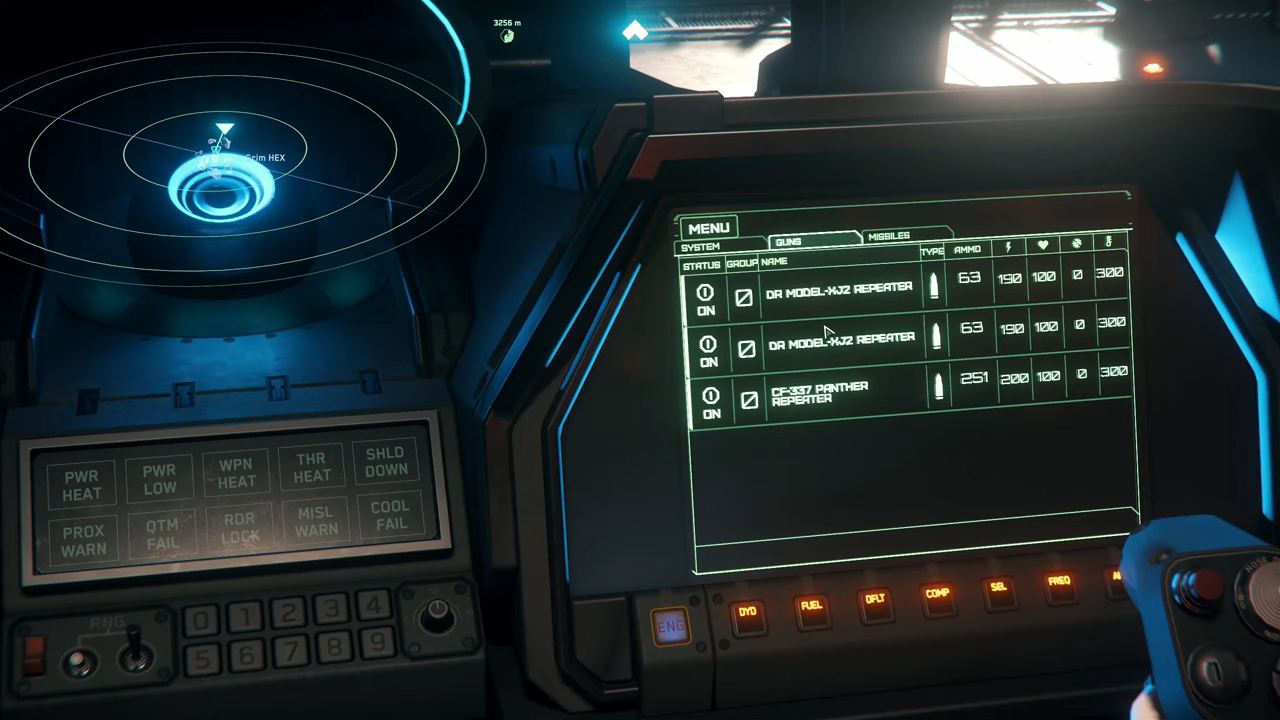 3256 m
Grim HEX
MENU
SYSTEM GUNS MISSILES
STATUS GROUP NAME TYPE AMMO
ON DR MODEL-XJ2 REPEATER 63 190 100 0 300
ON DR MODEL-XJ2 REPEATER 63 190 100 0 300
ON CF-337 PANTHER REPEATER 251 200 100 0 300
PWR HEAT
PWR LOW
WPN HEAT
THR HEAT
SHLD DOWN
PROX WARN
QTM FAIL
RDR LOCK
MISL WARN
COOL FAIL
RNG
0 1 2 3 4
5 6 7 8 9
ENG DYD FUEL DFLT COMP SEL FREQ